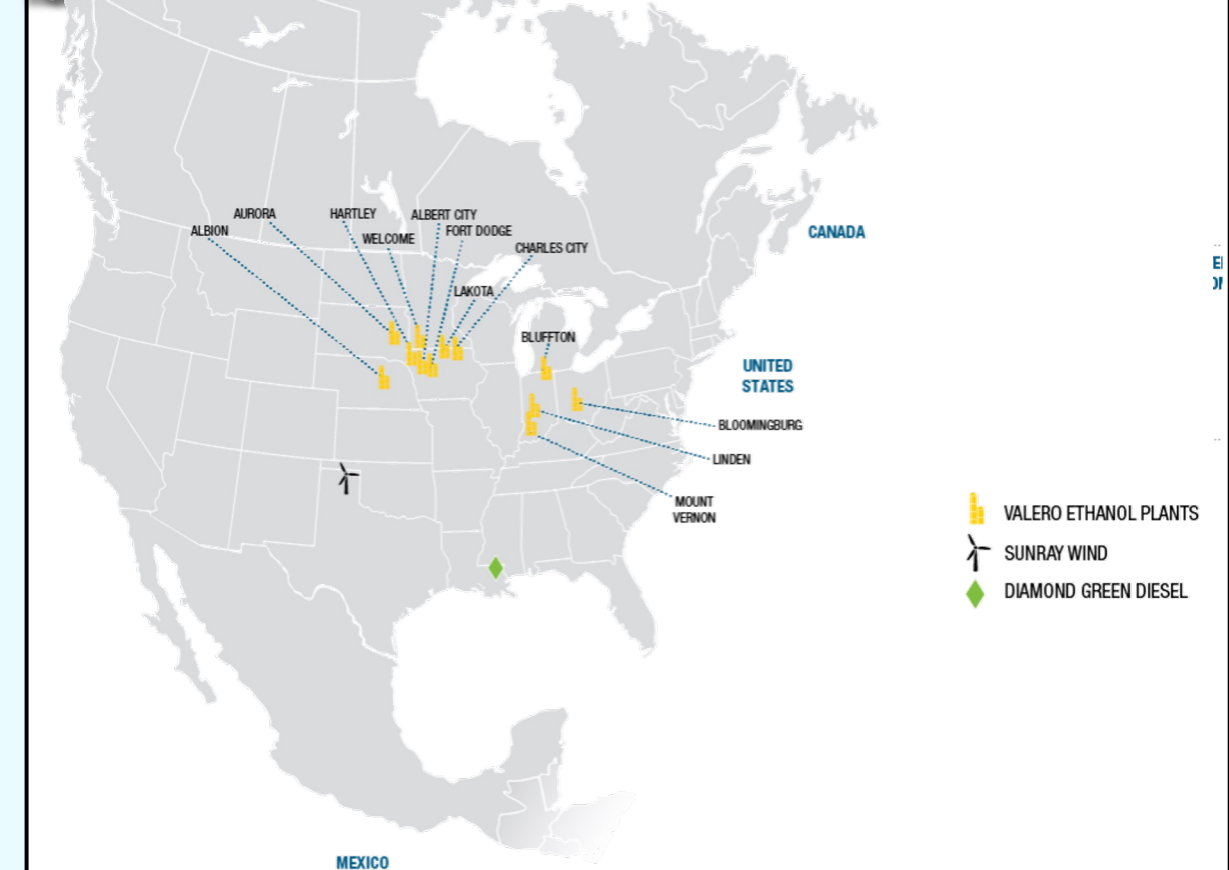 AURORA
HARTLEY
ALBERT CITY
ALBION
WELCOME
FORT DODGE
CANADA
CHARLES CITY
LAKOTA
BLUFFTON
UNITED
STATES
BLOOMINGBURG
LINDEN
MOUNT
VERNON
VALERO ETHANOL PLANTS
SUNRAY WIND
DIAMOND GREEN DIESEL
MEXICO